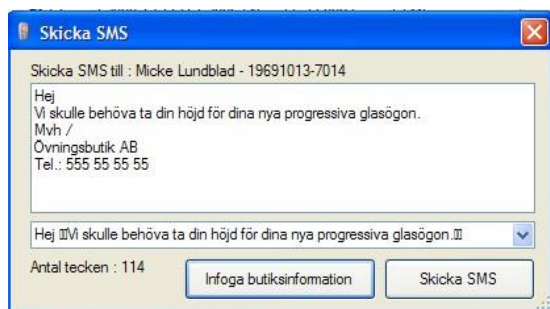 Skicka SMS
Skicka SMS till : Micke Lundblad - 19691013-7014
Hej
Vi skulle behöva ta din höjd för dina nya progressiva glasögon.
Mvh /
Övningsbutik AB
Tel.: 555 55 55 55
Hej Vi skulle behöva ta din höjd för dina nya progressiva glasögon.
Antal tecken : 114
Infoga butiksinformation
Skicka SMS